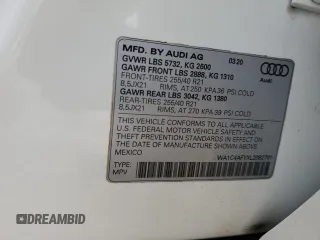 MFD. BY AUDI AG 03 20
GVWR LBS 5732, KG 2600 Audi
GAWR FRONT LBS 2888, KG 1310
FRONT-TIRES 255/40 R21
8,5JX21 RIMS, AT 250 KPA 36 PSI COLD
GAWR REAR LBS 3042, KG 1380
REAR-TIRES 255/40 R21
8,5JX21 RIMS, AT 270 KPA 39 PSI COLD
THIS VEHICLE CONFORMS TO ALL APPLICABLE
FEDERAL MOTOR VEHICLE SAFETY AND
THEFT PREVENTION STANDARDS IN EFFECT ON
THE DATE OF MANUFACTURE SHOWN ABOVE.
MEXICO
TYPE:
MPV
DREAMBID.COM